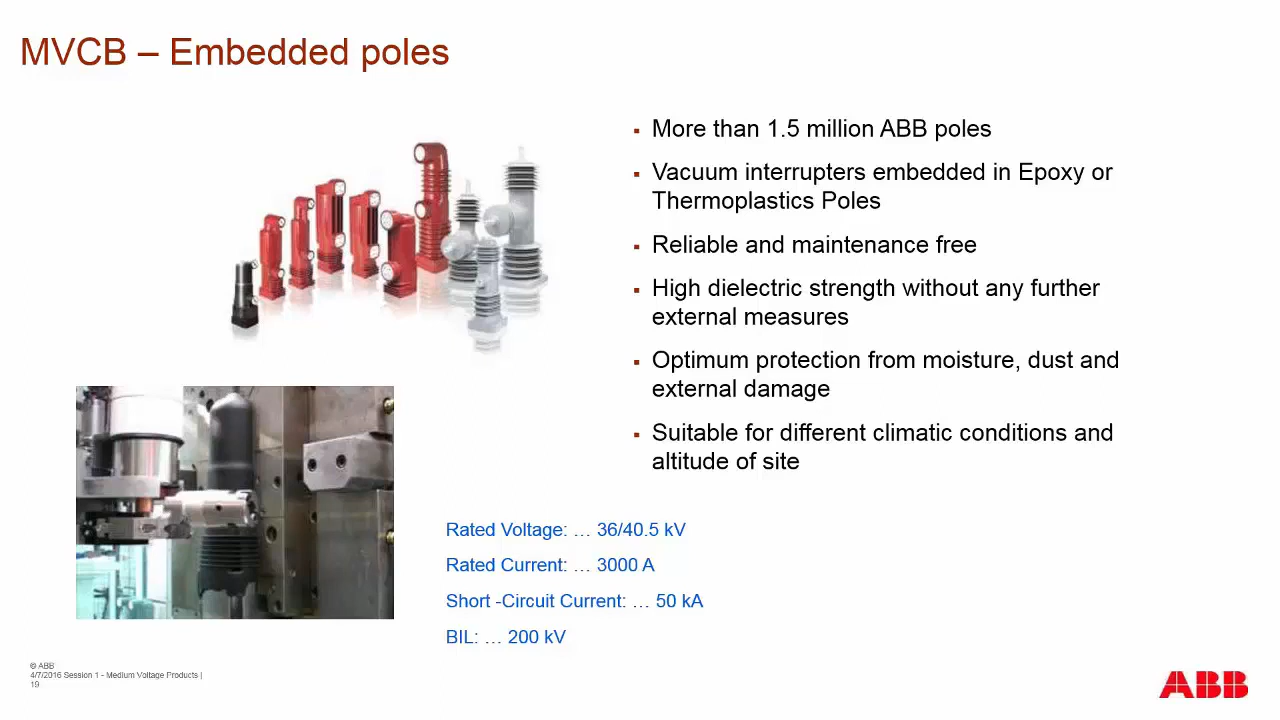 MVCB – Embedded poles
▪ More than 1.5 million ABB poles
▪ Vacuum interrupters embedded in Epoxy or
Thermoplastics Poles
▪ Reliable and maintenance free
▪ High dielectric strength without any further
external measures
▪ Optimum protection from moisture, dust and
external damage
▪ Suitable for different climatic conditions and
altitude of site
Rated Voltage: … 36/40.5 kV
Rated Current: … 3000 A
Short -Circuit Current: … 50 kA
BIL: … 200 kV
© ABB
4/7/2016 Session 1 - Medium Voltage Products |
19
ABB